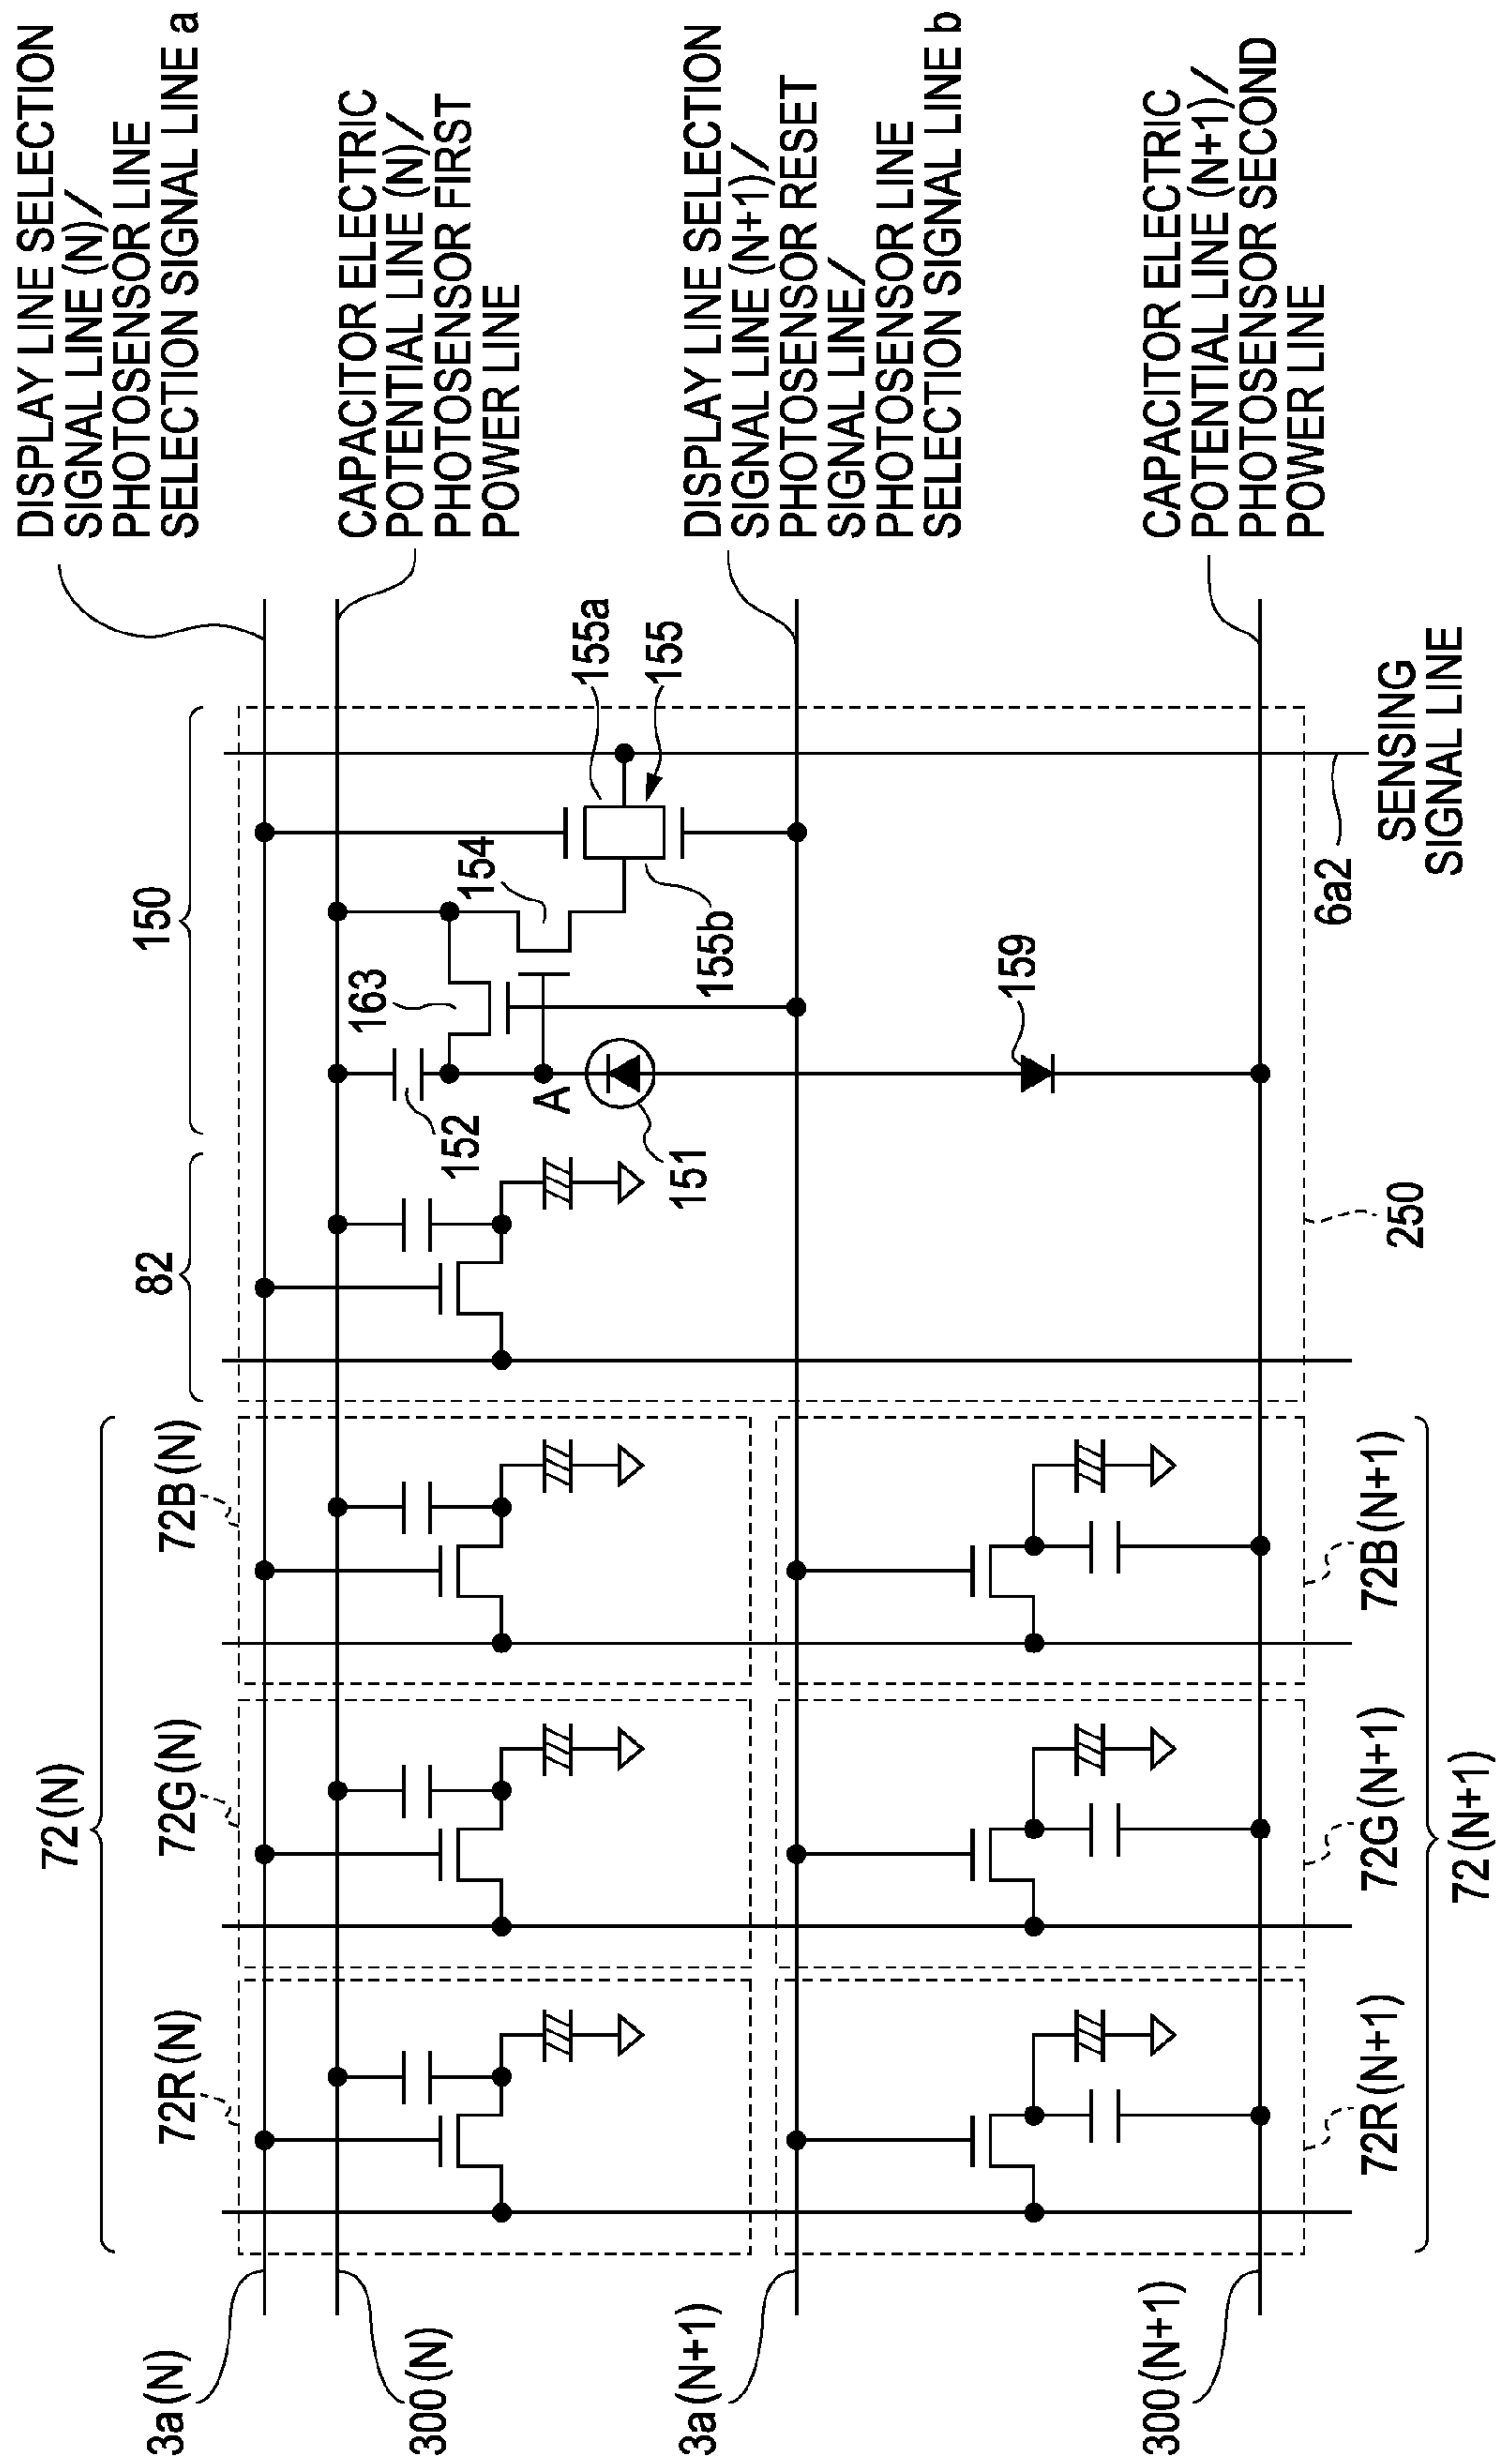 72(N)
72R(N)
72G(N)
72B(N)
82
150
3a(N)
DISPLAY LINE SELECTION
SIGNAL LINE (N)/
PHOTOSENSOR LINE
SELECTION SIGNAL LINE a
300(N)
CAPACITOR ELECTRIC
POTENTIAL LINE (N)/
PHOTOSENSOR FIRST
POWER LINE
152
163
154
155a
155
A
151
155b
3a(N+1)
DISPLAY LINE SELECTION
SIGNAL LINE (N+1)/
PHOTOSENSOR RESET
SIGNAL LINE/
PHOTOSENSOR LINE
SELECTION SIGNAL LINE b
159
300(N+1)
CAPACITOR ELECTRIC
POTENTIAL LINE (N+1)/
PHOTOSENSOR SECOND
POWER LINE
72R(N+1)
72G(N+1)
72B(N+1)
250
6a2
SENSING
SIGNAL LINE
72(N+1)